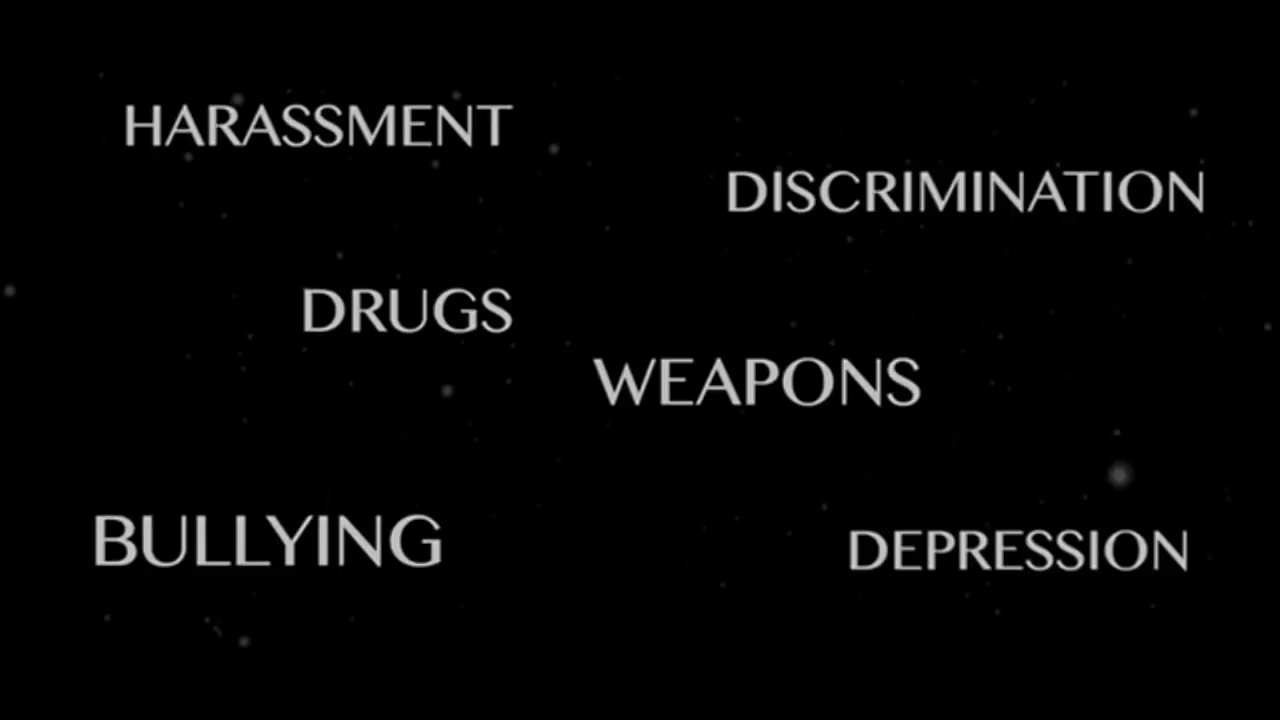 HARASSMENT
DISCRIMINATION
DRUGS
WEAPONS
BULLYING
DEPRESSION